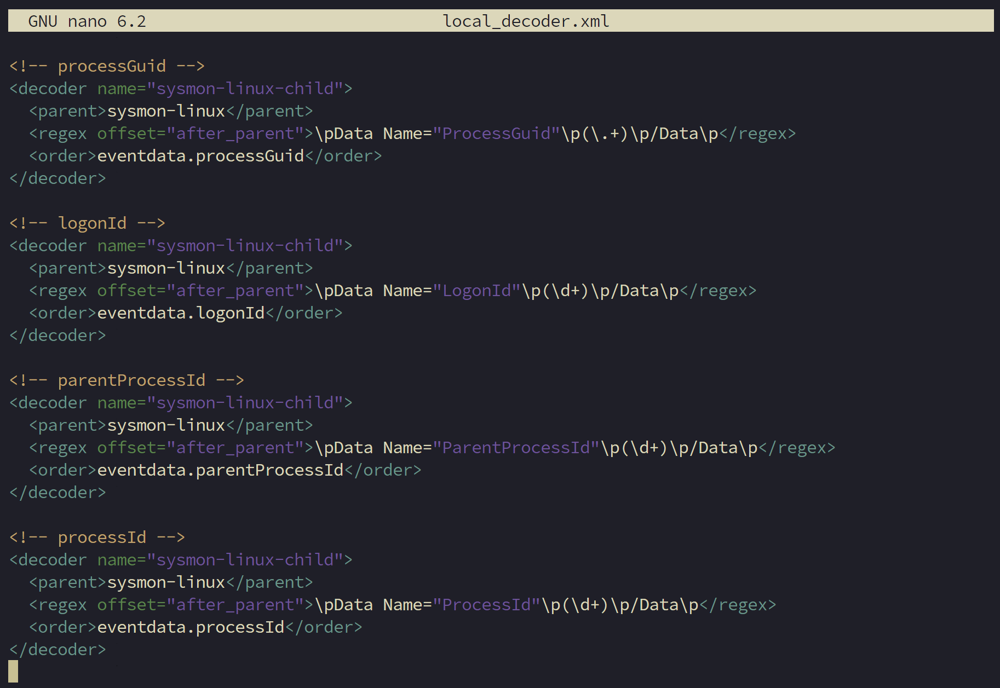 GNU nano 6.2 local_decoder.xml
<!-- processGuid -->
<decoder name="sysmon-linux-child">
  <parent>sysmon-linux</parent>
  <regex offset="after_parent">\pData Name="ProcessGuid"\p(\.+)\p/Data\p</regex>
  <order>eventdata.processGuid</order>
</decoder>
<!-- logonId -->
<decoder name="sysmon-linux-child">
  <parent>sysmon-linux</parent>
  <regex offset="after_parent">\pData Name="LogonId"\p(\d+)\p/Data\p</regex>
  <order>eventdata.logonId</order>
</decoder>
<!-- parentProcessId -->
<decoder name="sysmon-linux-child">
  <parent>sysmon-linux</parent>
  <regex offset="after_parent">\pData Name="ParentProcessId"\p(\d+)\p/Data\p</regex>
  <order>eventdata.parentProcessId</order>
</decoder>
<!-- processId -->
<decoder name="sysmon-linux-child">
  <parent>sysmon-linux</parent>
  <regex offset="after_parent">\pData Name="ProcessId"\p(\d+)\p/Data\p</regex>
  <order>eventdata.processId</order>
</decoder>